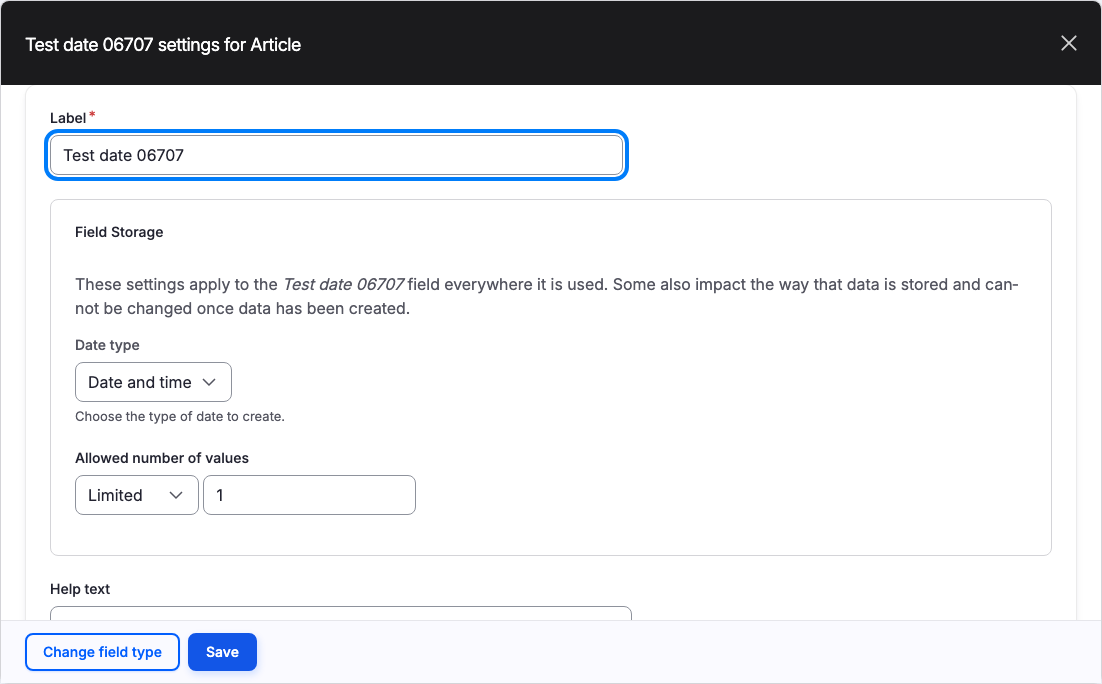 Test date 06707 settings for Article
Label*
Test date 06707
Field Storage
These settings apply to the Test date 06707 field everywhere it is used. Some also impact the way that data is stored and can-
not be changed once data has been created.
Date type
Date and time
Choose the type of date to create.
Allowed number of values
Limited 1
Help text
Change field type Save